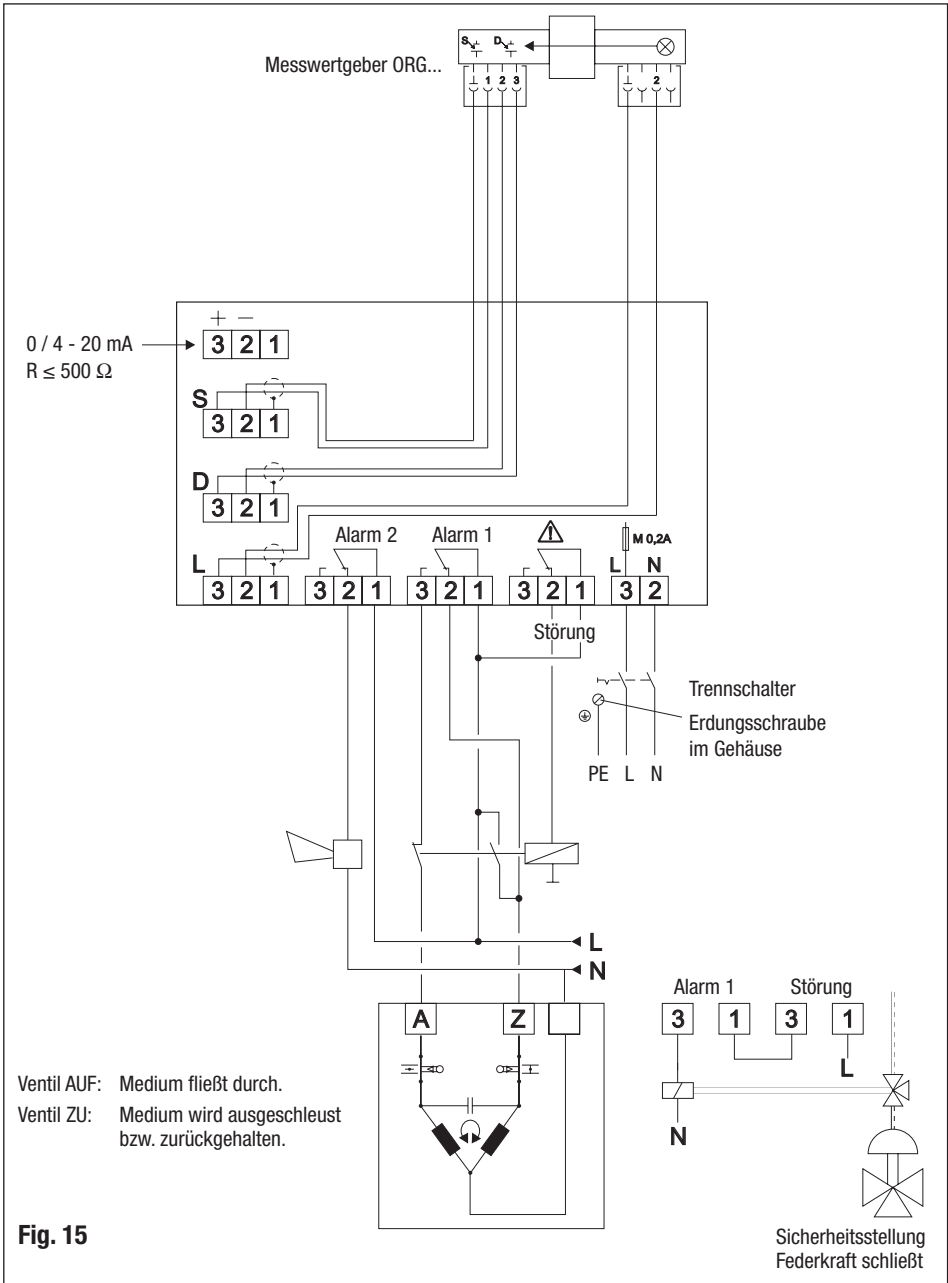 Messwertgeber ORG...
S D
1 2 3
2
0 / 4 - 20 mA
R ≤ 500 Ω
+ −
3 2 1
S
3 2 1
D
3 2 1
L
3 2 1
Alarm 2
3 2 1
Alarm 1
3 2 1
3 2 1
Störung
M 0,2A
L N
3 2
Trennschalter
Erdungsschraube
im Gehäuse
PE L N
L
N
A Z
Alarm 1 Störung
3 1 3 1
L
N
Ventil AUF: Medium fließt durch.
Ventil ZU: Medium wird ausgeschleust
bzw. zurückgehalten.
Sicherheitsstellung
Federkraft schließt
Fig. 15